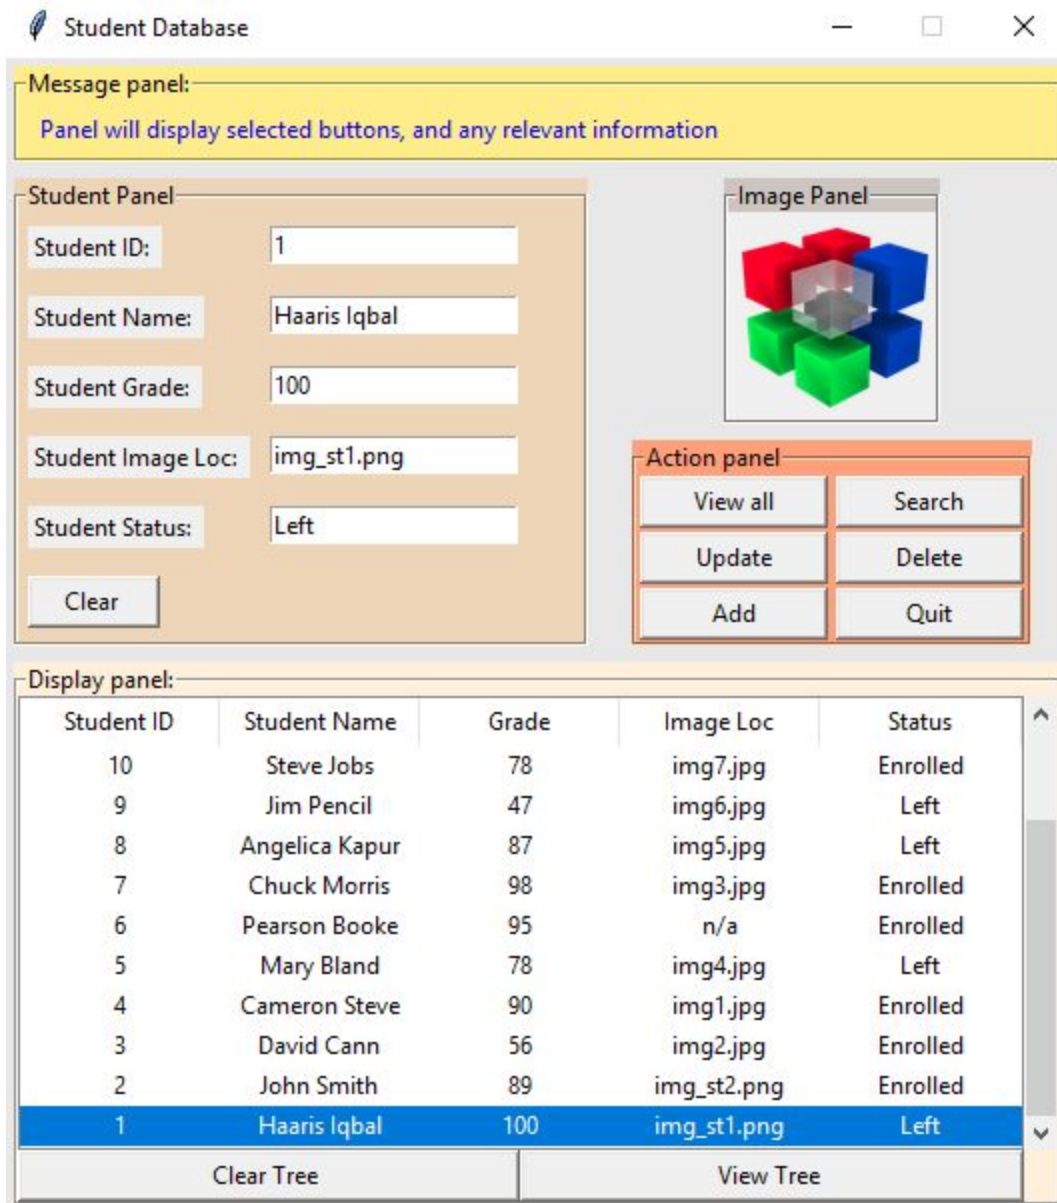 Student Database
Message panel:
Panel will display selected buttons, and any relevant information
Student Panel
Student ID: 1
Student Name: Haaris Iqbal
Student Grade: 100
Student Image Loc: img_st1.png
Student Status: Left
Clear
Image Panel
Action panel
View all Search
Update Delete
Add Quit
Display panel:
Student ID Student Name Grade Image Loc Status
10 Steve Jobs 78 img7.jpg Enrolled
9 Jim Pencil 47 img6.jpg Left
8 Angelica Kapur 87 img5.jpg Left
7 Chuck Morris 98 img3.jpg Enrolled
6 Pearson Booke 95 n/a Enrolled
5 Mary Bland 78 img4.jpg Left
4 Cameron Steve 90 img1.jpg Enrolled
3 David Cann 56 img2.jpg Enrolled
2 John Smith 89 img_st2.png Enrolled
1 Haaris Iqbal 100 img_st1.png Left
Clear Tree View Tree